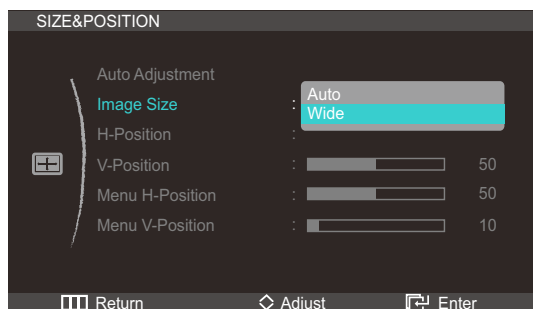 SIZE&POSITION
Auto Adjustment
Image Size : Auto
Wide
H-Position :
V-Position : 50
Menu H-Position : 50
Menu V-Position : 10
Return Adjust Enter